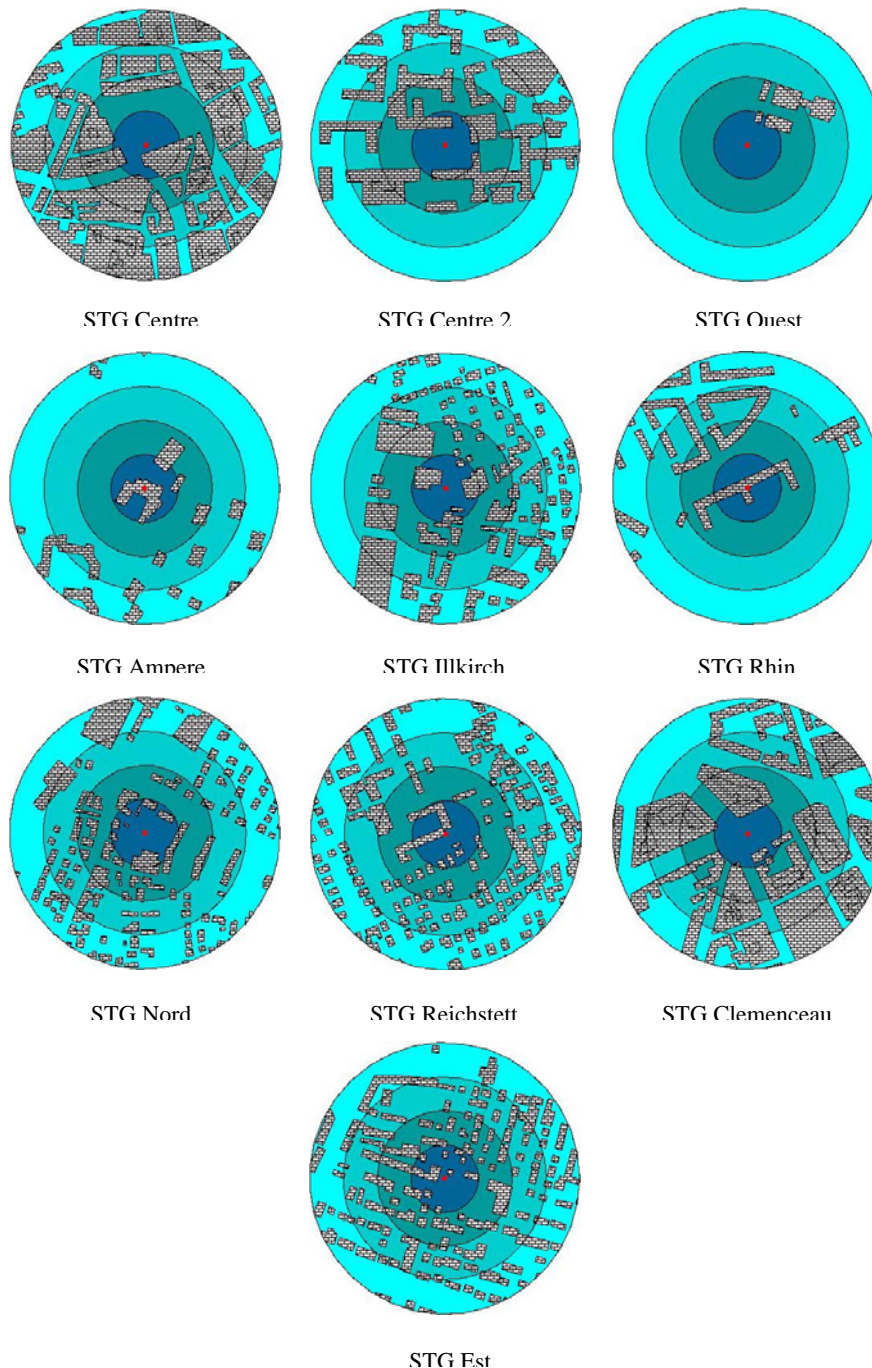 STG Centre
STG Centre 2
STG Ouest
STG Ampere
STG Illkirch
STG Rhin
STG Nord
STG Reichstett
STG Clemenceau
STG Est